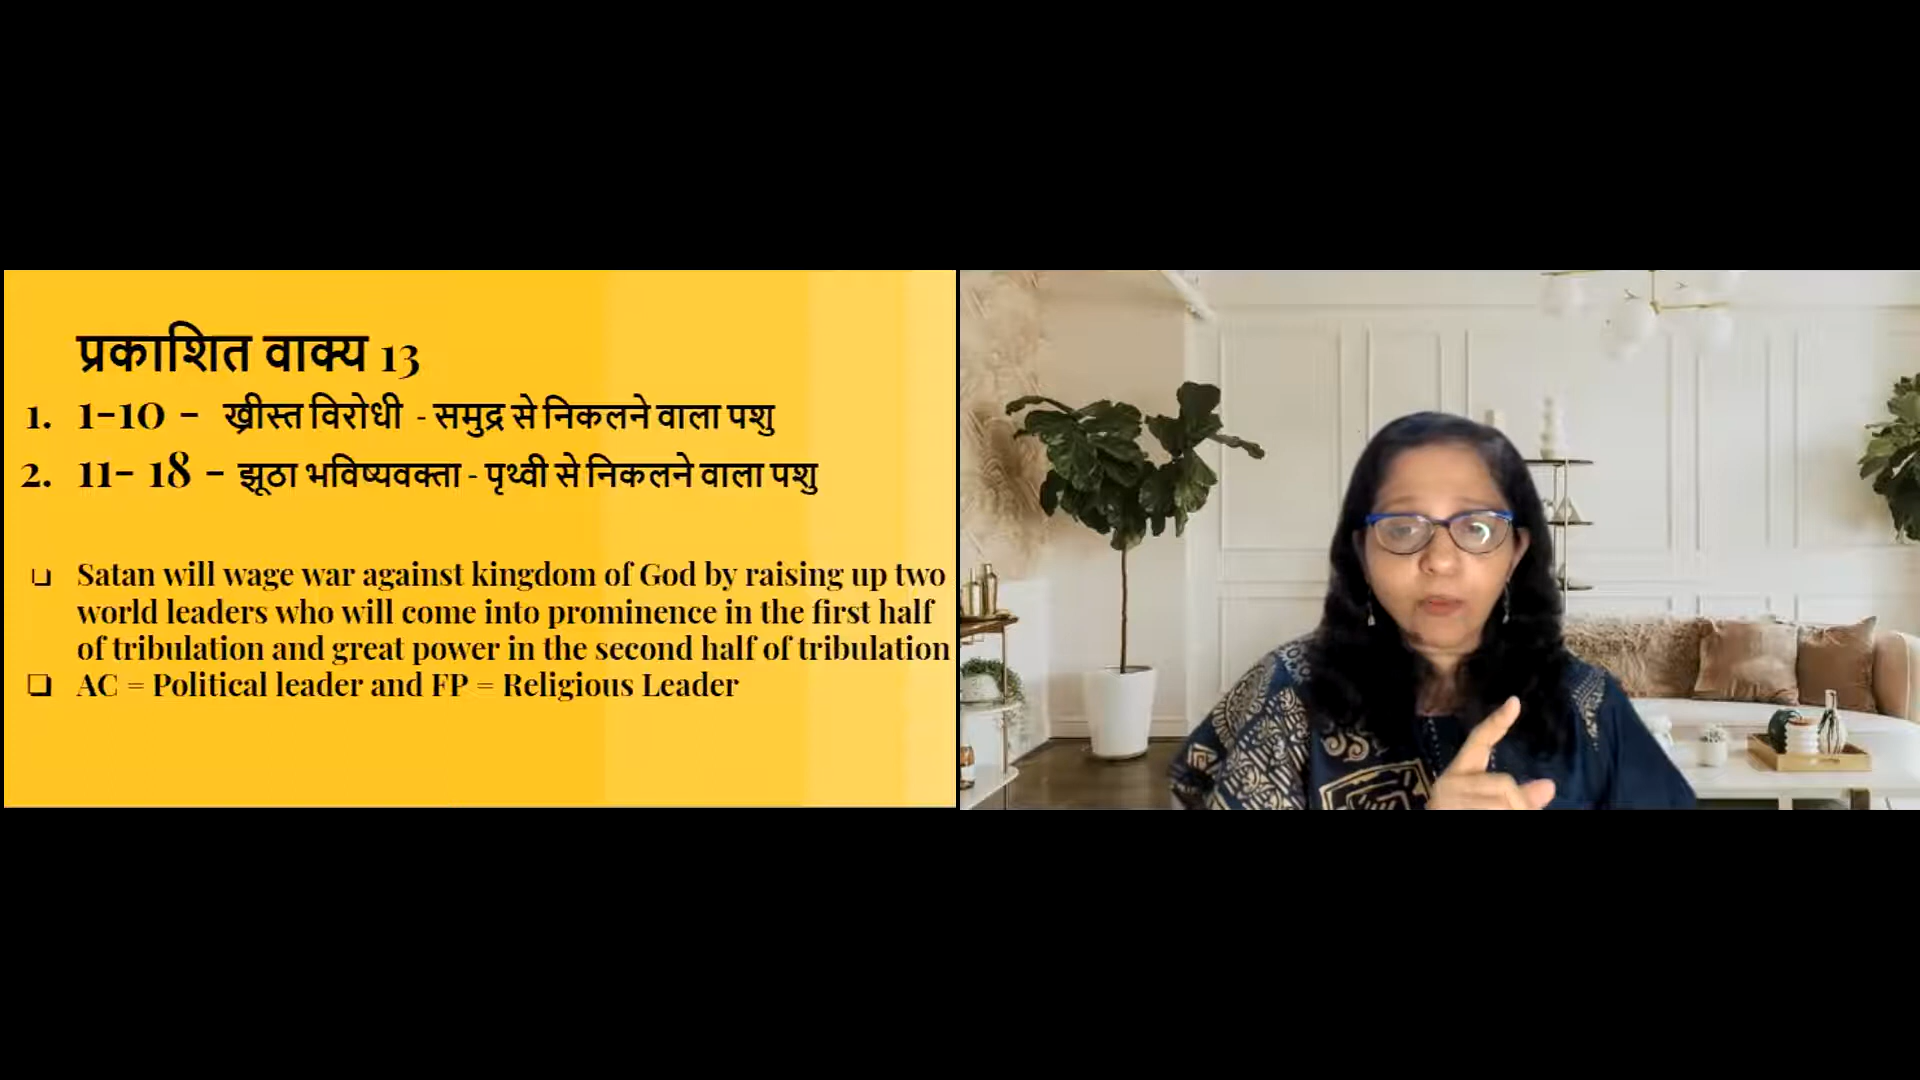 प्रकाशित वाक्य 13
1. 1-10 - ख्रीस्त विरोधी - समुद्र से निकलने वाला पशु
2. 11- 18 - झूठा भविष्यवक्ता - पृथ्वी से निकलने वाला पशु
❑ Satan will wage war against kingdom of God by raising up two
world leaders who will come into prominence in the first half
of tribulation and great power in the second half of tribulation
❑ AC = Political leader and FP = Religious Leader